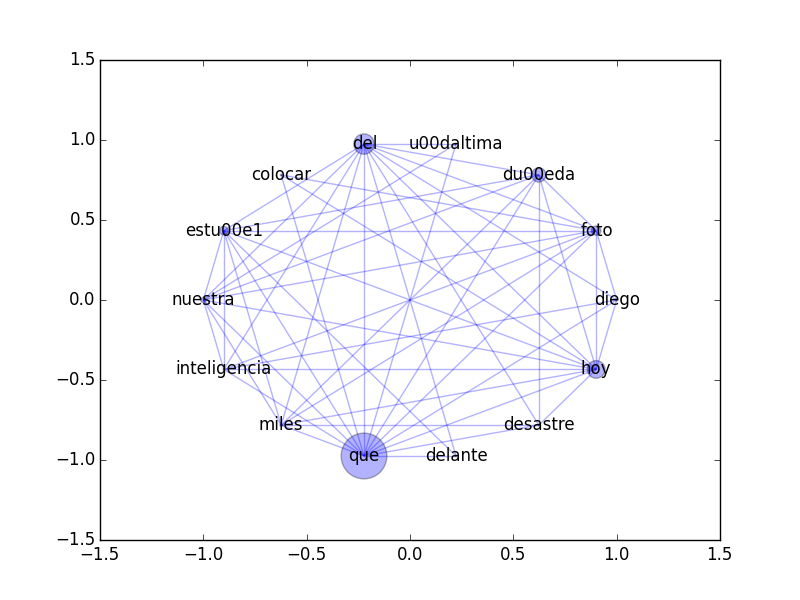 1.5
1.0
0.5
0.0
−0.5
−1.0
−1.5
del u00daltima
colocar du00eda
estu00e1 foto
nuestra diego
inteligencia hoy
miles desastre
que delante
−1.5 −1.0 −0.5 0.0 0.5 1.0 1.5